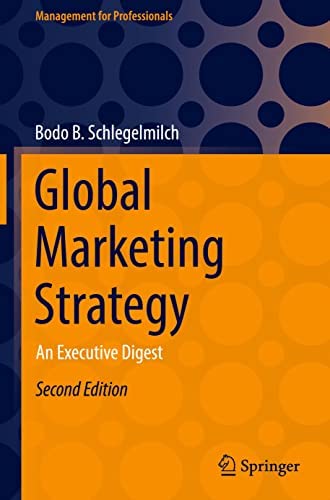 Management for Professionals
Bodo B. Schlegelmilch
Global
Marketing
Strategy
An Executive Digest
Second Edition
Springer